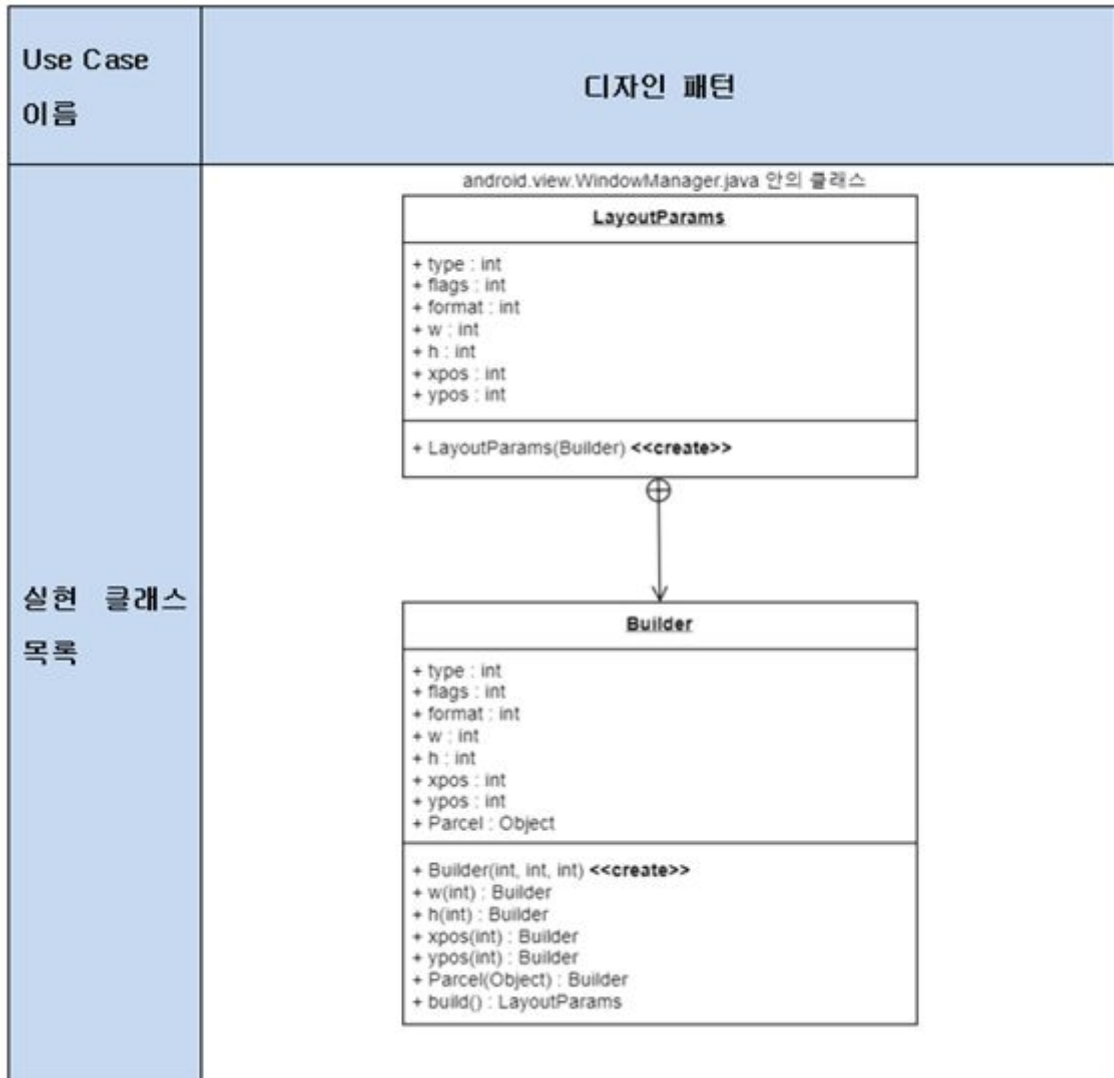 Use Case
이름
디자인 패턴
실현 클래스
목록
android.view.WindowManager.java 안의 클래스
LayoutParams
+ type : int
+ flags : int
+ format : int
+ w : int
+ h : int
+ xpos : int
+ ypos : int
+ LayoutParams(Builder) <<create>>
Builder
+ type : int
+ flags : int
+ format : int
+ w : int
+ h : int
+ xpos : int
+ ypos : int
+ Parcel : Object
+ Builder(int, int, int) <<create>>
+ w(int) : Builder
+ h(int) : Builder
+ xpos(int) : Builder
+ ypos(int) : Builder
+ Parcel(Object) : Builder
+ build() : LayoutParams